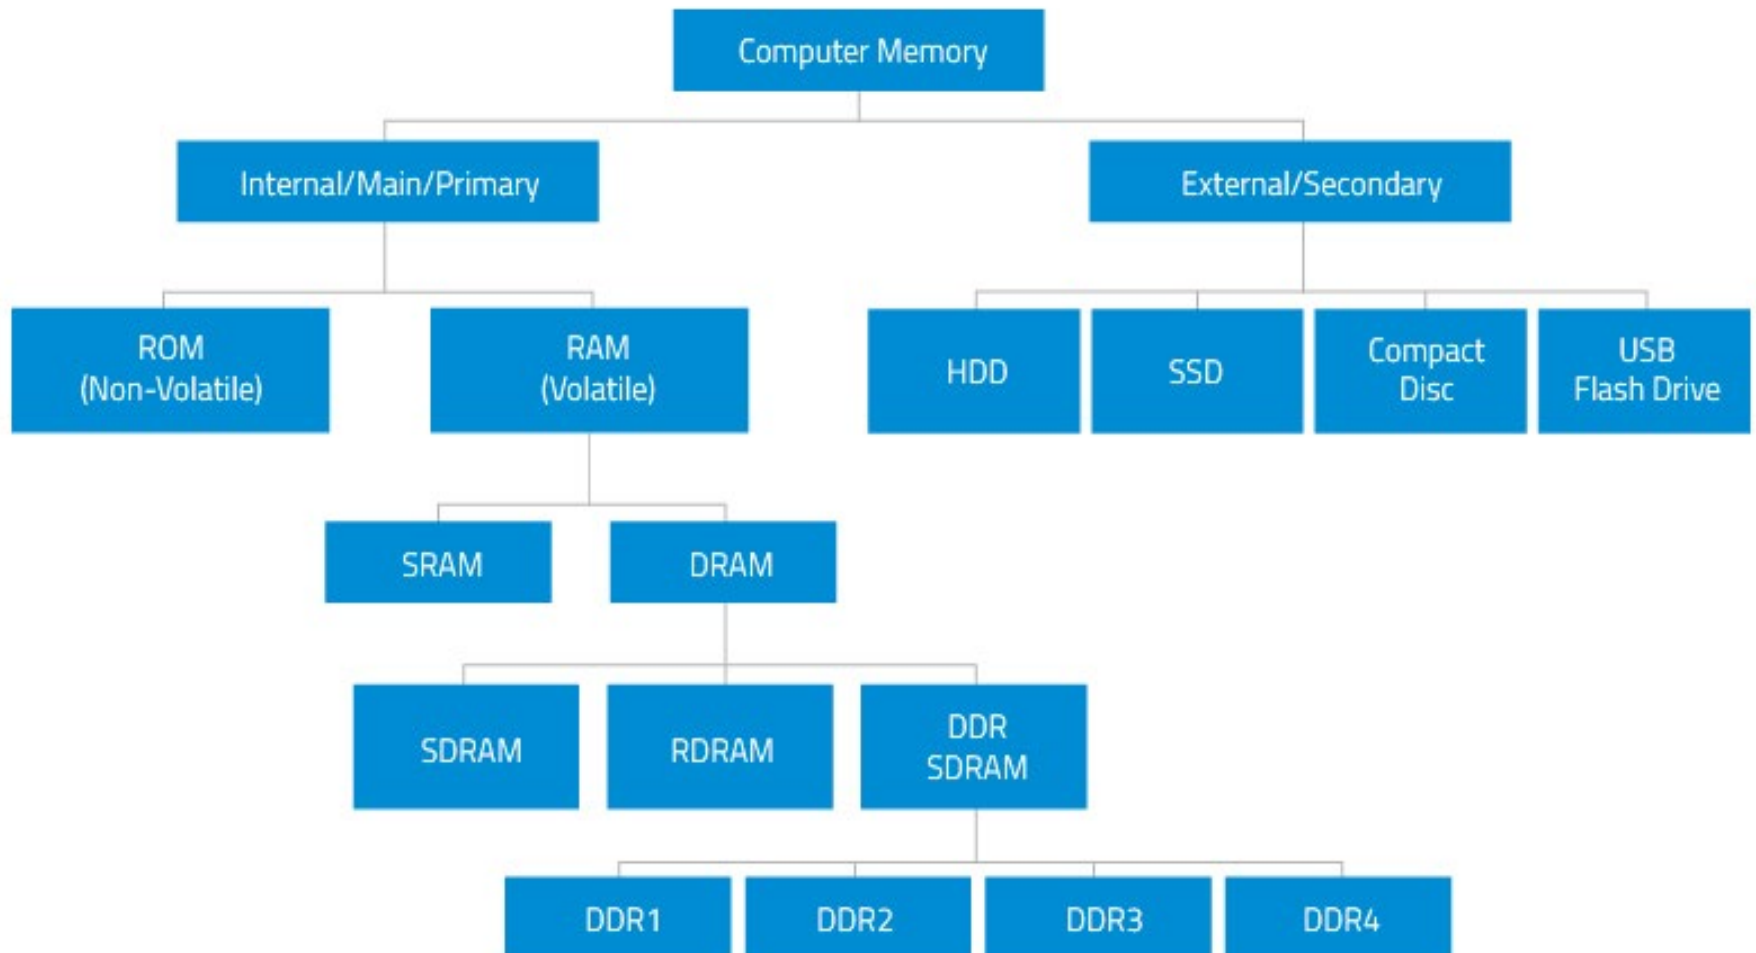 Computer Memory
Internal/Main/Primary
External/Secondary
ROM
(Non-Volatile)
RAM
(Volatile)
HDD
SSD
Compact
Disc
USB
Flash Drive
SRAM
DRAM
SDRAM
RDRAM
DDR
SDRAM
DDR1
DDR2
DDR3
DDR4